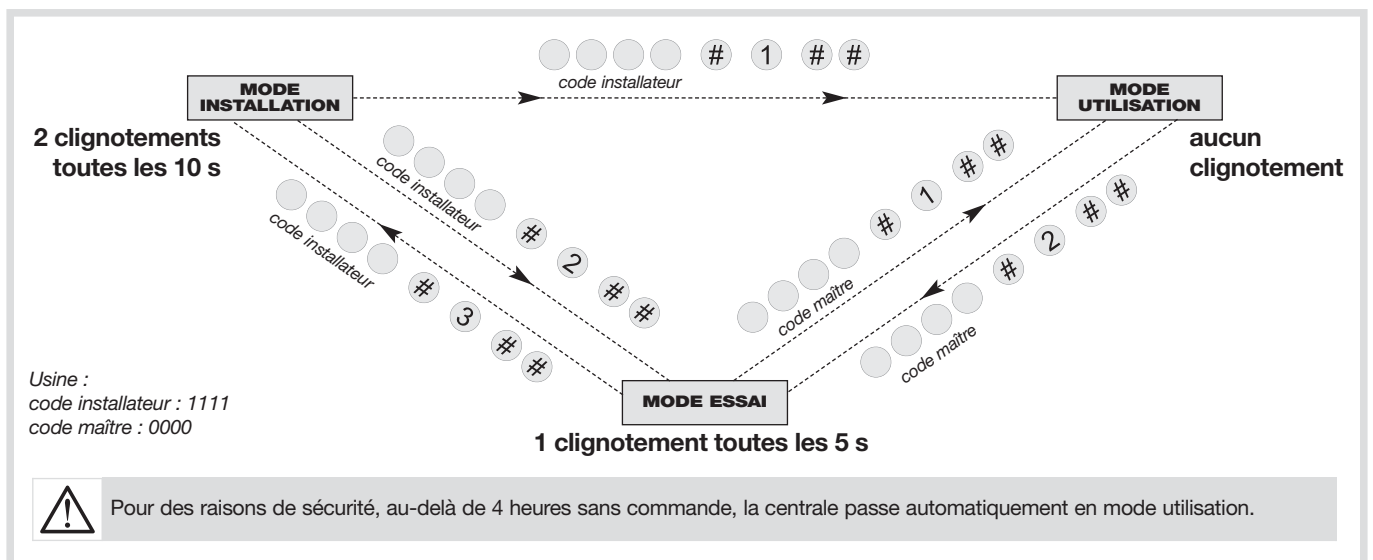 # 1 # #
code installateur
MODE
INSTALLATION
MODE
UTILISATION
2 clignotements
toutes les 10 s
aucun
clignotement
code installateur
# 2 # #
code installateur
# 3 # #
code maître
# 1 # #
code maître
# 2 # #
Usine :
code installateur : 1111
code maître : 0000
MODE ESSAI
1 clignotement toutes les 5 s
Pour des raisons de sécurité, au-delà de 4 heures sans commande, la centrale passe automatiquement en mode utilisation.